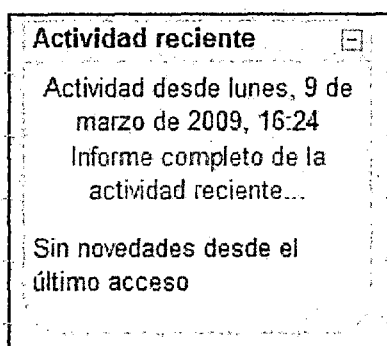 Actividad reciente
Actividad desde lunes, 9 de
marzo de 2009, 16:24
Informe completo de la
actividad reciente...
Sin novedades desde el
último acceso